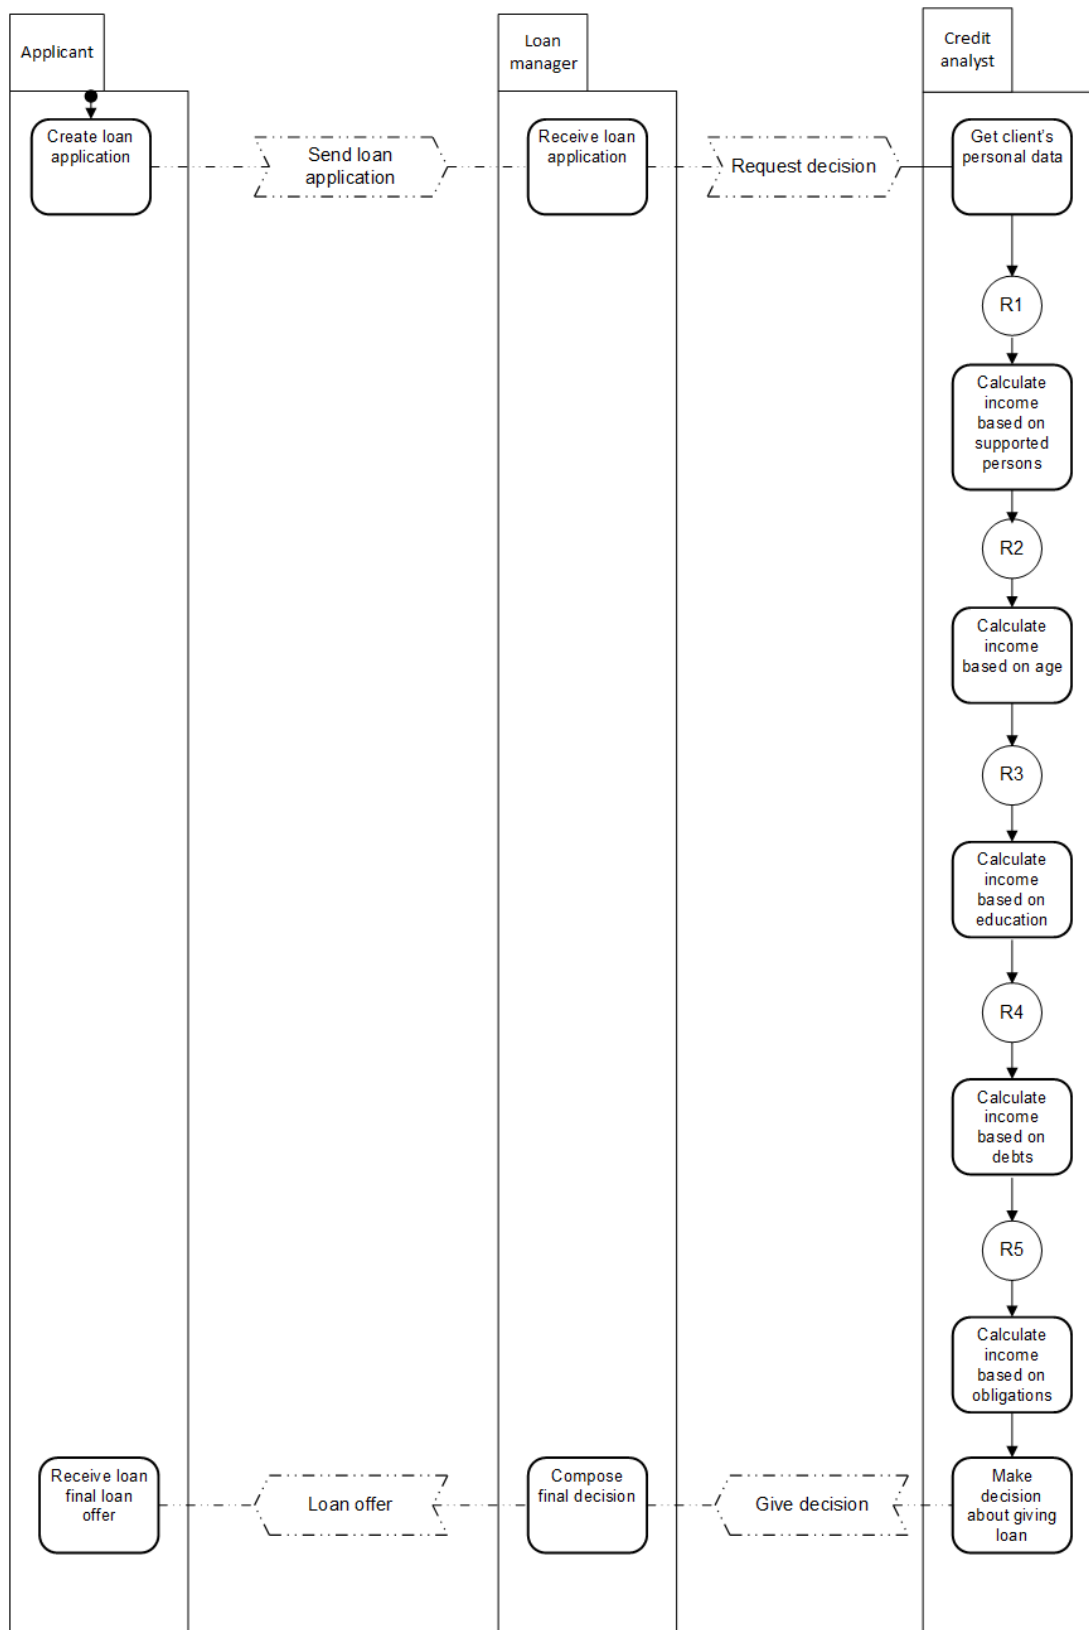 Applicant
Loan
manager
Credit
analyst
Create loan
application
Send loan
application
Receive loan
application
Request decision
Get client's
personal data
R1
Calculate
income
based on
supported
persons
R2
Calculate
income
based on age
R3
Calculate
income
based on
education
R4
Calculate
income
based on
debts
R5
Calculate
income
based on
obligations
Receive loan
final loan
offer
Loan offer
Compose
final decision
Give decision
Make
decision
about giving
loan